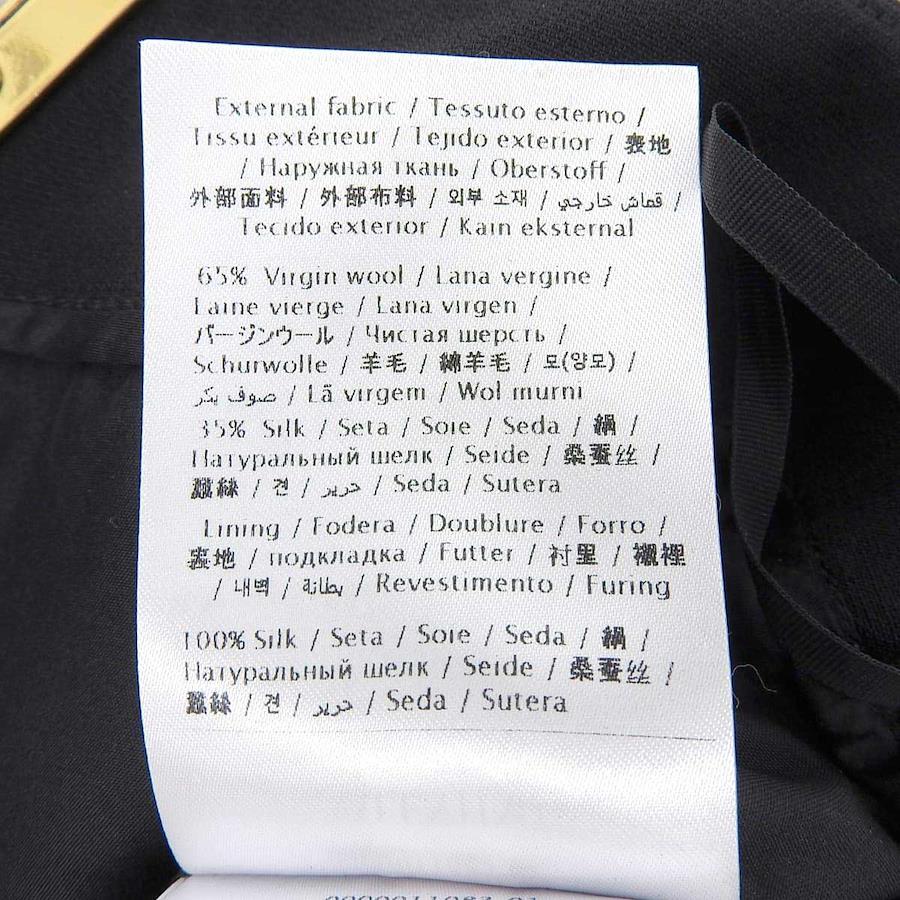 External fabric / Tessuto esterno /
Tissu extérieur / Tejido exterior / 表地
/ Наружная ткань / Oberstoff /
外部面料 / 外部布料 / 외부 소재 / قماش خارجي /
Tecido exterior / Kain eksternal
65% Virgin wool / Lana vergine /
Laine vierge / Lana virgen /
バージンウール / Чистая шерсть /
Schurwolle / 羊毛 / 綿羊毛 / 모(양모) /
صوف بكر / Lã virgem / Wol murni
35% Silk / Seta / Soie / Seda / 絹 /
Натуральный шелк / Seide / 桑蚕丝 /
蠶絲 / 견 / حرير / Seda / Sutera
Lining / Fodera / Doublure / Forro /
裏地 / подкладка / Futter / 衬里 / 襯裡
/ 내벽 / بطانة / Revestimento / Furing
100% Silk / Seta / Soie / Seda / 絹 /
Натуральный шелк / Seide / 桑蚕丝 /
蠶絲 / 견 / حرير / Seda / Sutera